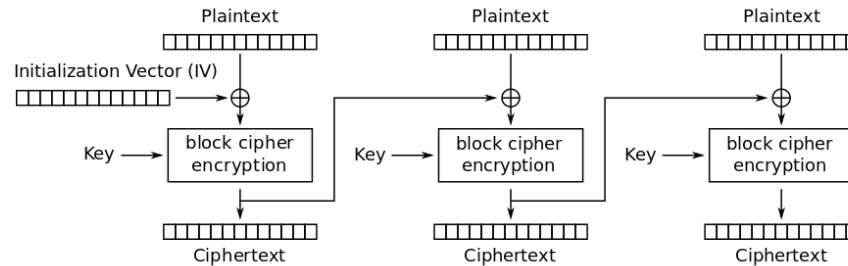 Plaintext
Plaintext
Plaintext
Initialization Vector (IV)
Key
block cipher
encryption
Key
block cipher
encryption
Key
block cipher
encryption
Ciphertext
Ciphertext
Ciphertext